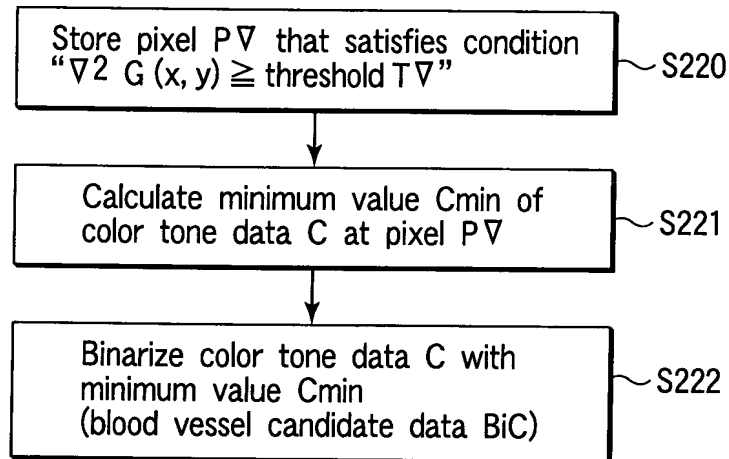 Store pixel P∇ that satisfies condition
“∇2 G (x, y) ≧ threshold T∇”
S220
Calculate minimum value Cmin of
color tone data C at pixel P∇
S221
Binarize color tone data C with
minimum value Cmin
(blood vessel candidate data BiC)
S222